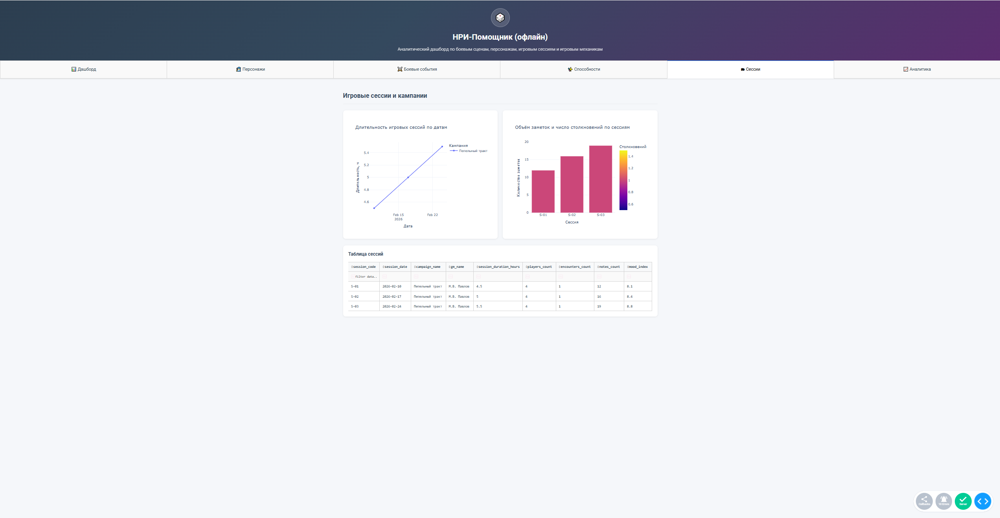 НРИ-Помощник (офлайн)
Аналитический дашборд по боевым сценам, персонажам, игровым сессиям и игровым механикам
Дашборд
Персонажи
Боевые события
Способности
Сессии
Аналитика
Игровые сессии и кампании
Длительность игровых сессий по датам
Кампания
Пепельный тракт
Длительность, ч
5.4
5.2
5
4.8
4.6
Feb 15
2026
Feb 22
Дата
Объём заметок и число столкновений по сессиям
Количество заметок
20
15
10
5
0
S-01
S-02
S-03
Сессия
Столкновений
1.4
1.2
1
0.8
0.6
Таблица сессий
session_code session_date campaign_name gm_name session_duration_hours players_count encounters_count notes_count mood_index
filter data..
S-01 2026-02-10 Пепельный тракт М.В. Павлов 4.5 4 1 12 8.1
S-02 2026-02-17 Пепельный тракт М.В. Павлов 5 4 1 16 8.4
S-03 2026-02-24 Пепельный тракт М.В. Павлов 5.5 4 1 19 8.8
Callbacks
10 Errors
Server